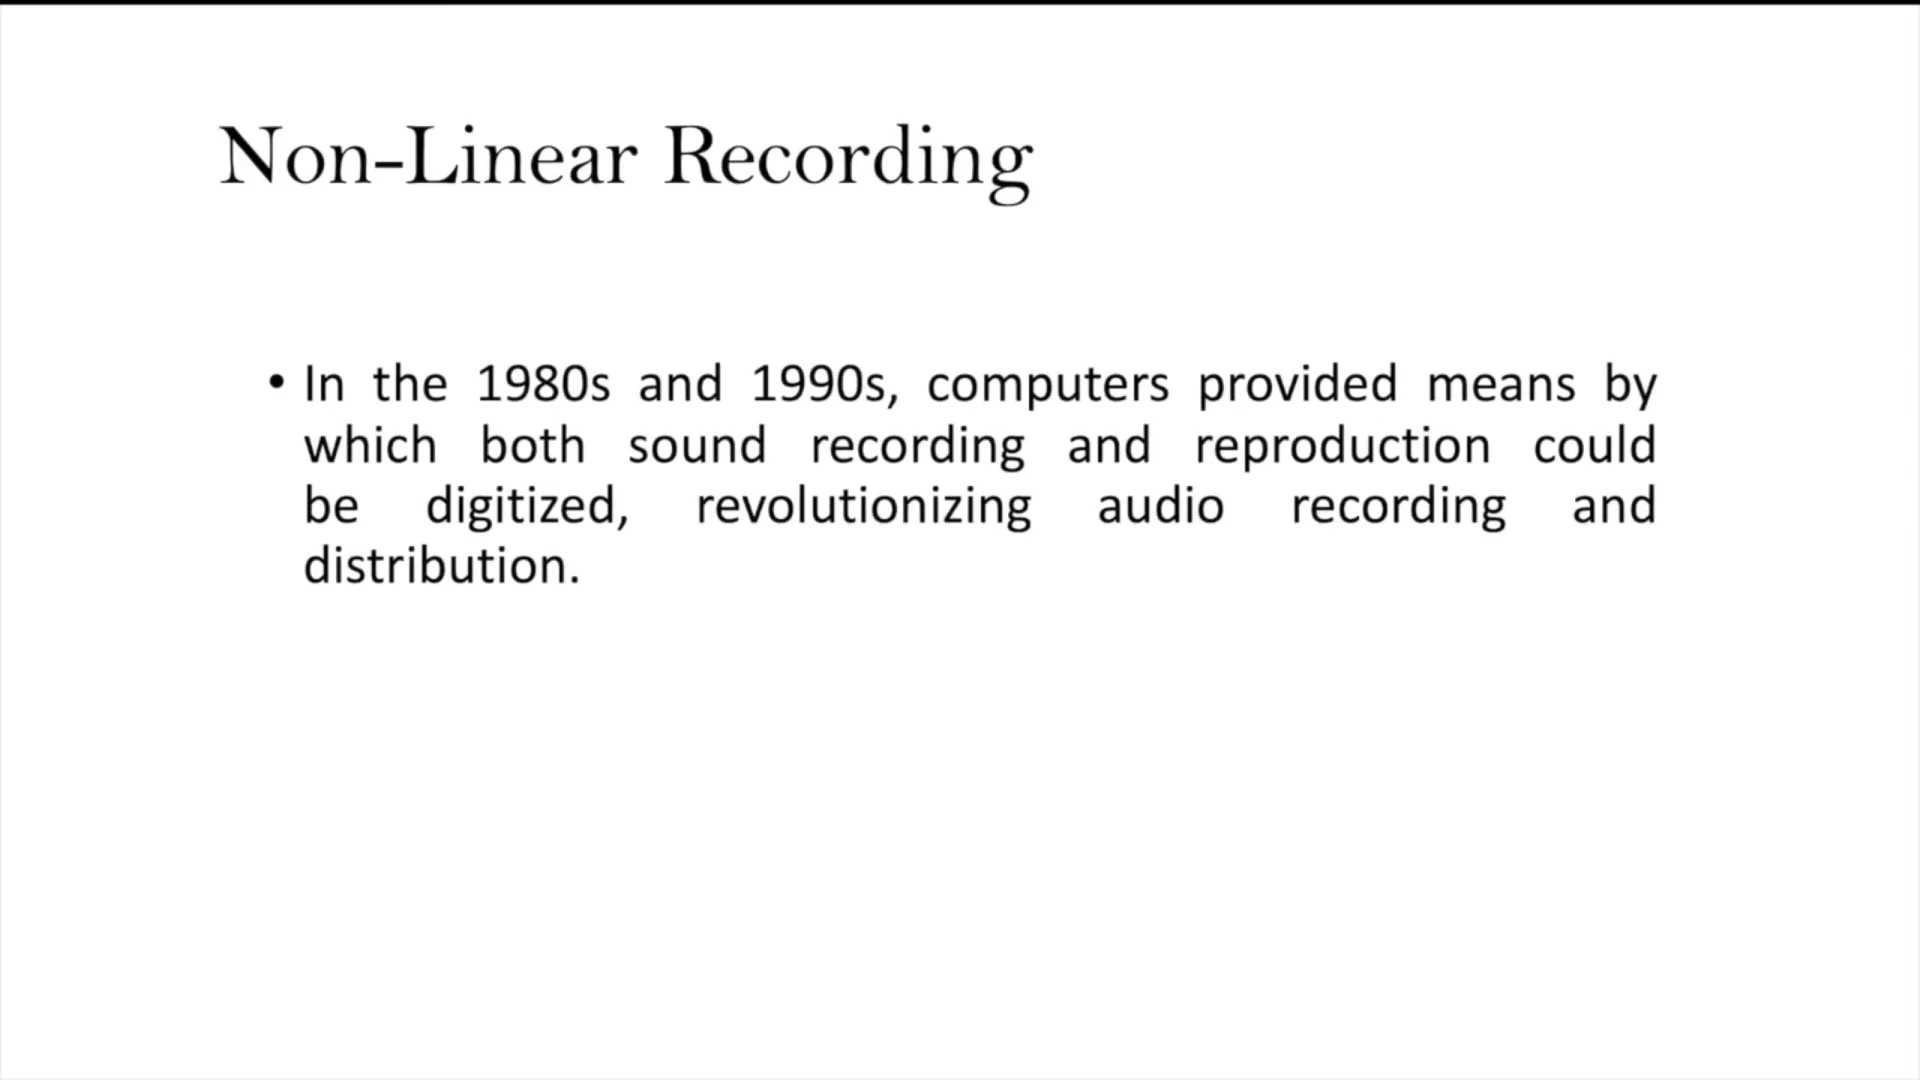 Non-Linear Recording
• In the 1980s and 1990s, computers provided means by
which both sound recording and reproduction could
be digitized, revolutionizing audio recording and
distribution.